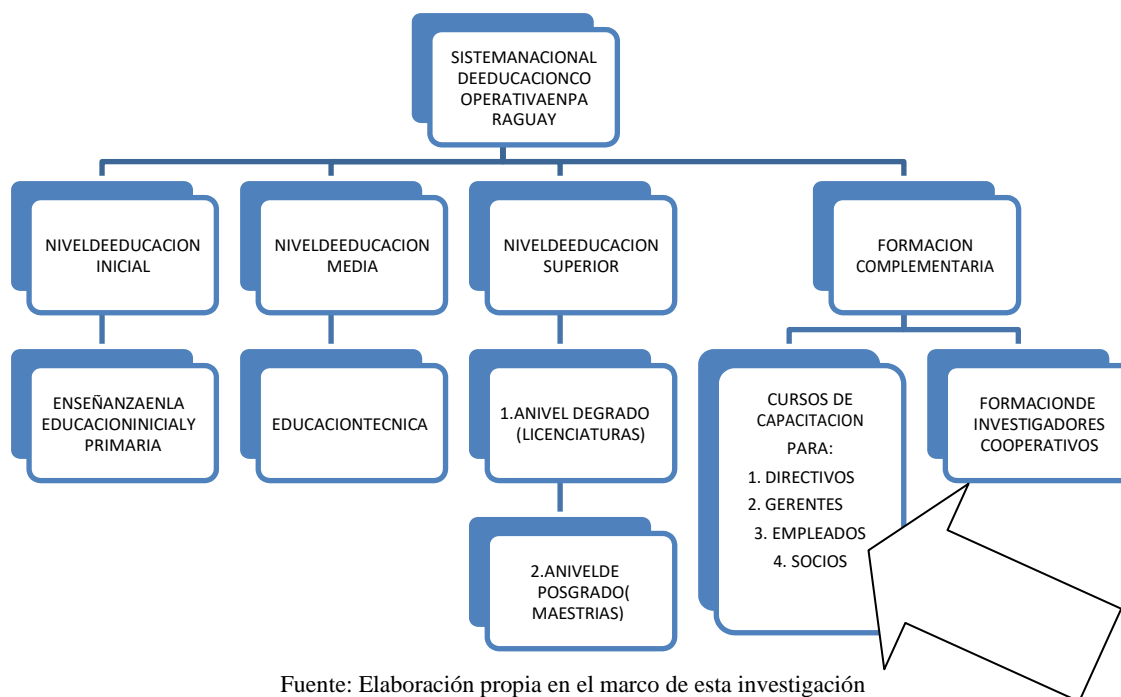 SISTEMANACIONAL
DEEDUCACIONCO
OPERATIVAENPA
RAGUAY
NIVELDEEDUCACION
INICIAL
NIVELDEEDUCACION
MEDIA
NIVELDEEDUCACION
SUPERIOR
FORMACION
COMPLEMENTARIA
ENSEÑANZAENLA
EDUCACIONINICIALY
PRIMARIA
EDUCACIONTECNICA
1.ANIVEL DEGRADO
(LICENCIATURAS)
2.ANIVELDE
POSGRADO(
MAESTRIAS)
CURSOS DE
CAPACITACION
PARA:
1. DIRECTIVOS
2. GERENTES
3. EMPLEADOS
4. SOCIOS
FORMACIONDE
INVESTIGADORES
COOPERATIVOS
Fuente: Elaboración propia en el marco de esta investigación